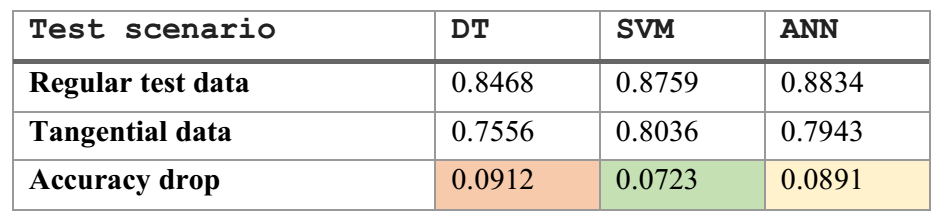 Test scenario DT SVM ANN
Regular test data 0.8468 0.8759 0.8834
Tangential data 0.7556 0.8036 0.7943
Accuracy drop 0.0912 0.0723 0.0891